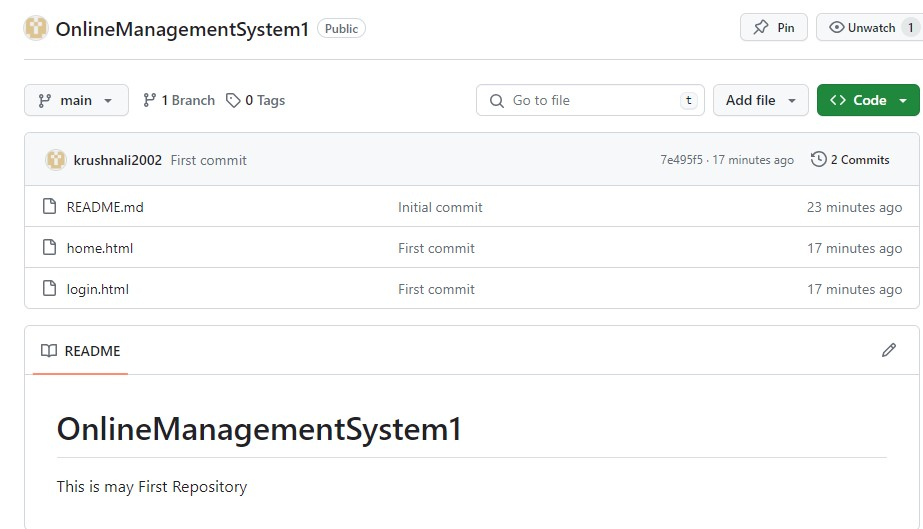 OnlineManagementSystem1 Public Pin Unwatch 1
main 1 Branch 0 Tags Go to file t Add file <> Code
krushnali2002 First commit 7e495f5 · 17 minutes ago 2 Commits
README.md Initial commit 23 minutes ago
home.html First commit 17 minutes ago
login.html First commit 17 minutes ago
README
OnlineManagementSystem1
This is may First Repository